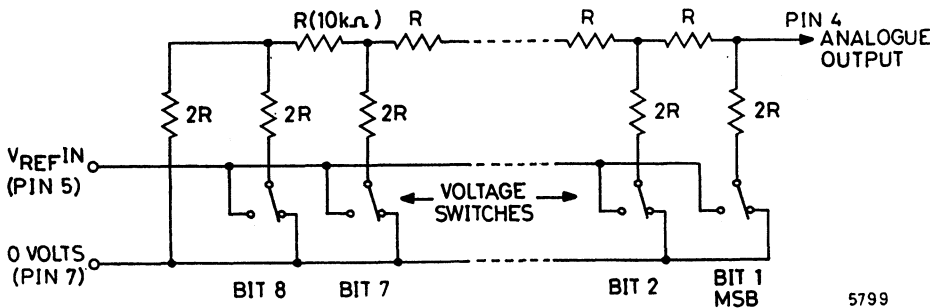 R(10kΩ)
R
R
R
PIN 4
ANALOGUE
OUTPUT
2R
2R
2R
2R
2R
VREF IN
(PIN 5)
VOLTAGE
SWITCHES
0 VOLTS
(PIN 7)
BIT 8
BIT 7
BIT 2
BIT 1
MSB
5799